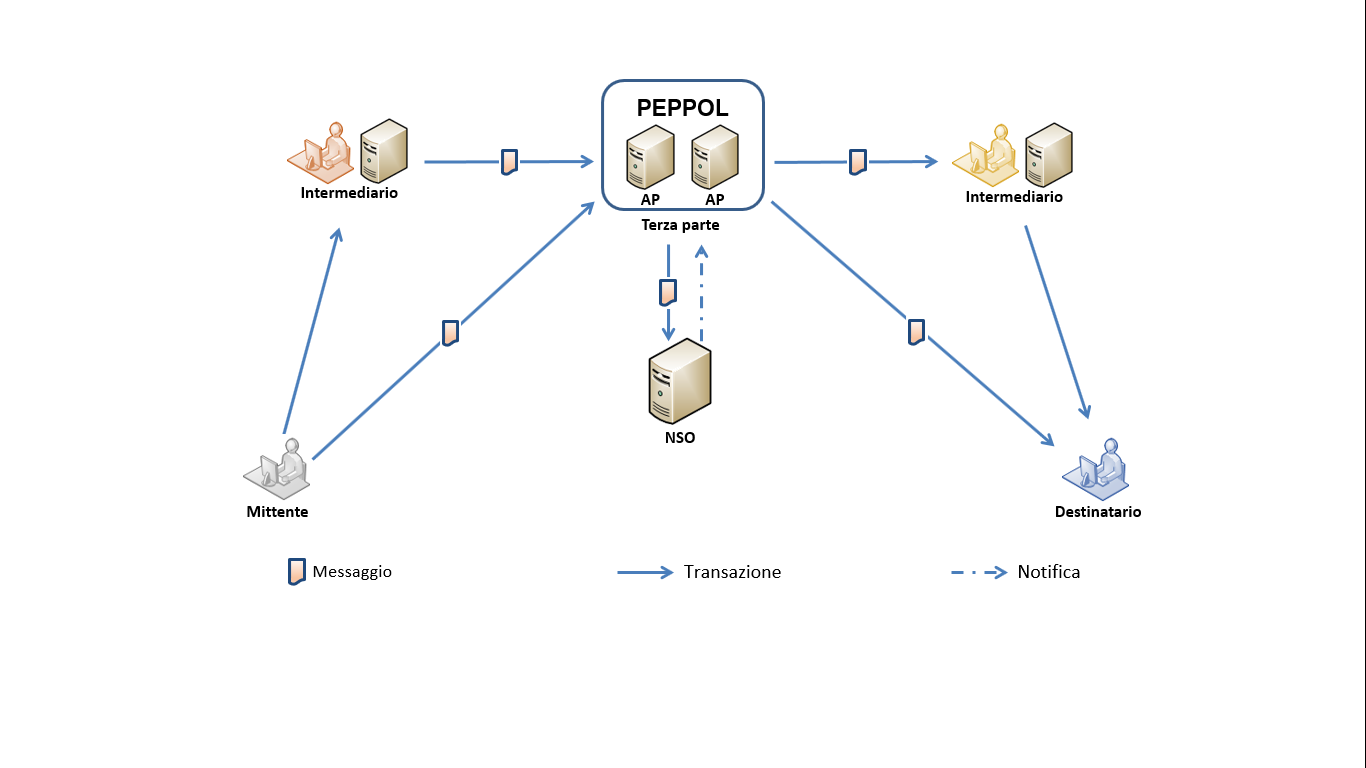 PEPPOL
AP
AP
Intermediario
Intermediario
Terza parte
NSO
Mittente
Destinatario
Messaggio
Transazione
Notifica